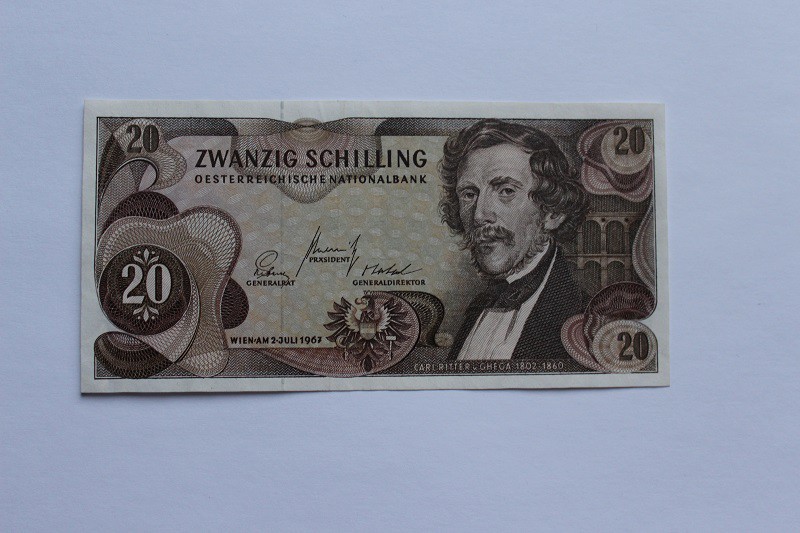 20
20
ZWANZIG SCHILLING
OESTERREICHISCHE NATIONALBANK
PRÄSIDENT
GENERALRAT
GENERALDIREKTOR
20
WIEN·AM 2·JULI 1967
20
CARL RITTER v. GHEGA 1802-1860